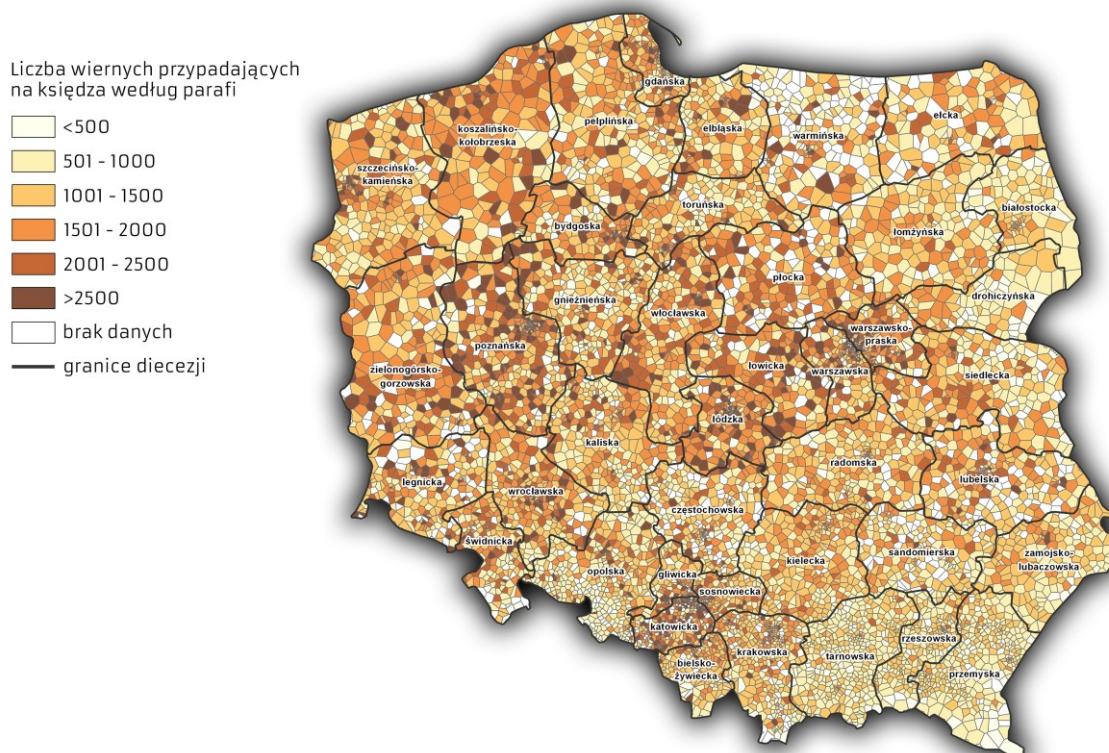 Liczba wiernych przypadających
na księdza według parafi
<500
501 - 1000
1001 - 1500
1501 - 2000
2001 - 2500
>2500
brak danych
granice diecezji
gdańska
koszalińsko-
kołobrzeska
pelplińska
elbląska
warmińska
ełcka
szczecińsko-
kamieńska
bydgoska
toruńska
łomżyńska
białostocka
gnieźnieńska
włocławska
płocka
drohiczyńska
poznańska
warszawsko-
praska
zielonogórsko-
gorzowska
łowicka
warszawska
siedlecka
łódzka
kaliska
radomska
legnicka
wrocławska
lubelska
częstochowska
świdnicka
opolska
gliwicka
kielecka
sandomierska
zamojsko-
lubaczowska
sosnowiecka
katowicka
krakowska
bielsko-
żywiecka
tarnowska
rzeszowska
przemyska